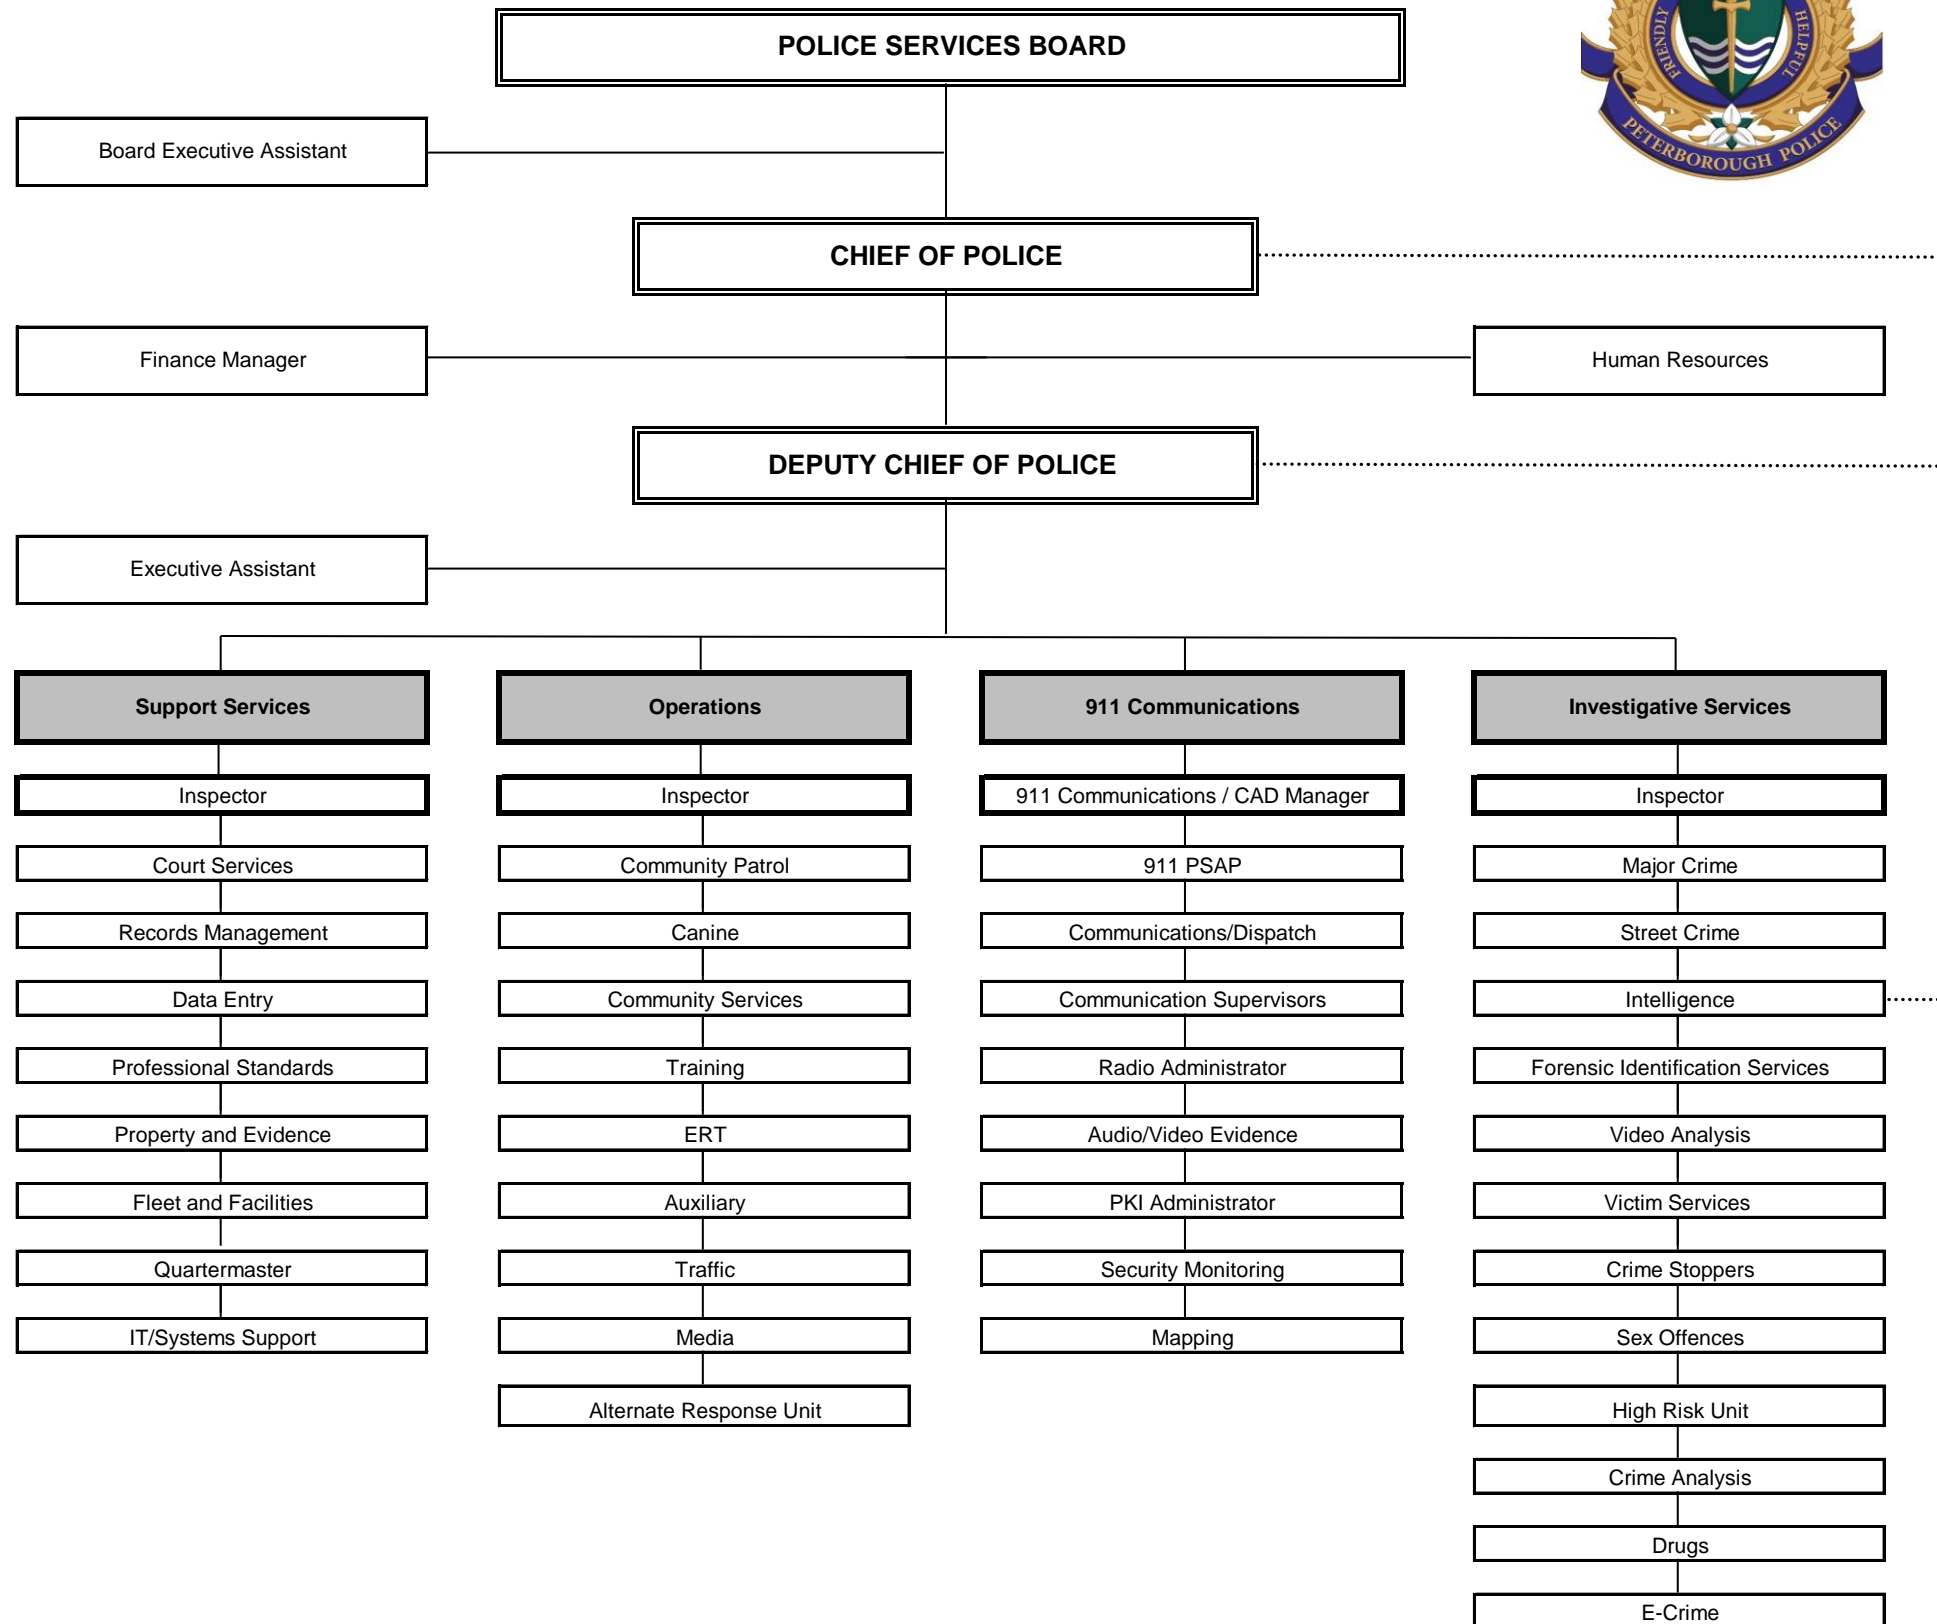 POLICE SERVICES BOARD
FRIENDLY
HELPFUL
PETERBOROUGH POLICE
Board Executive Assistant
CHIEF OF POLICE
Finance Manager
Human Resources
DEPUTY CHIEF OF POLICE
Executive Assistant
Support Services
Inspector
Court Services
Records Management
Data Entry
Professional Standards
Property and Evidence
Fleet and Facilities
Quartermaster
IT/Systems Support
Operations
Inspector
Community Patrol
Canine
Community Services
Training
ERT
Auxiliary
Traffic
Media
Alternate Response Unit
911 Communications
911 Communications / CAD Manager
911 PSAP
Communications/Dispatch
Communication Supervisors
Radio Administrator
Audio/Video Evidence
PKI Administrator
Security Monitoring
Mapping
Investigative Services
Inspector
Major Crime
Street Crime
Intelligence
Forensic Identification Services
Video Analysis
Victim Services
Crime Stoppers
Sex Offences
High Risk Unit
Crime Analysis
Drugs
E-Crime